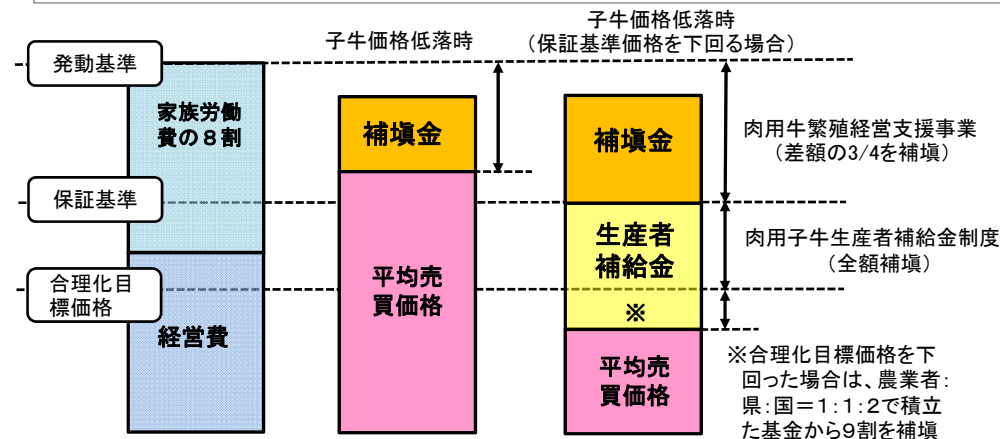 子牛価格低落時
子牛価格低落時
(保証基準価格を下回る場合)
発動基準
家族労働
費の8割
補塡金
補塡金
肉用牛繁殖経営支援事業
(差額の3/4を補塡)
保証基準
生産者
補給金
※
肉用子牛生産者補給金制度
(全額補塡)
合理化目
標価格
平均売
買価格
経営費
平均売
買価格
※合理化目標価格を下
回った場合は、農業者:
県:国=1:1:2で積立
た基金から9割を補塡